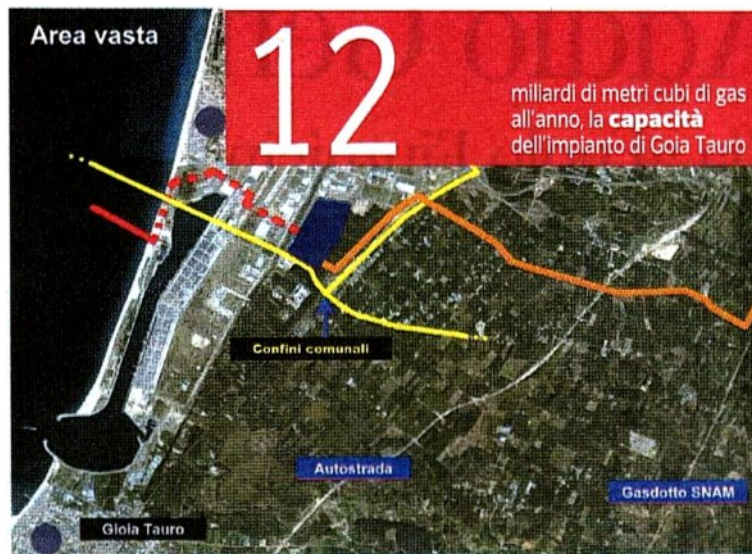 Area vasta
12
miliardi di metri cubi di gas
all'anno, la capacità
dell'impianto di Goia Tauro
Confini comunali
Autostrada
Gasdotto SNAM
Gioia Tauro